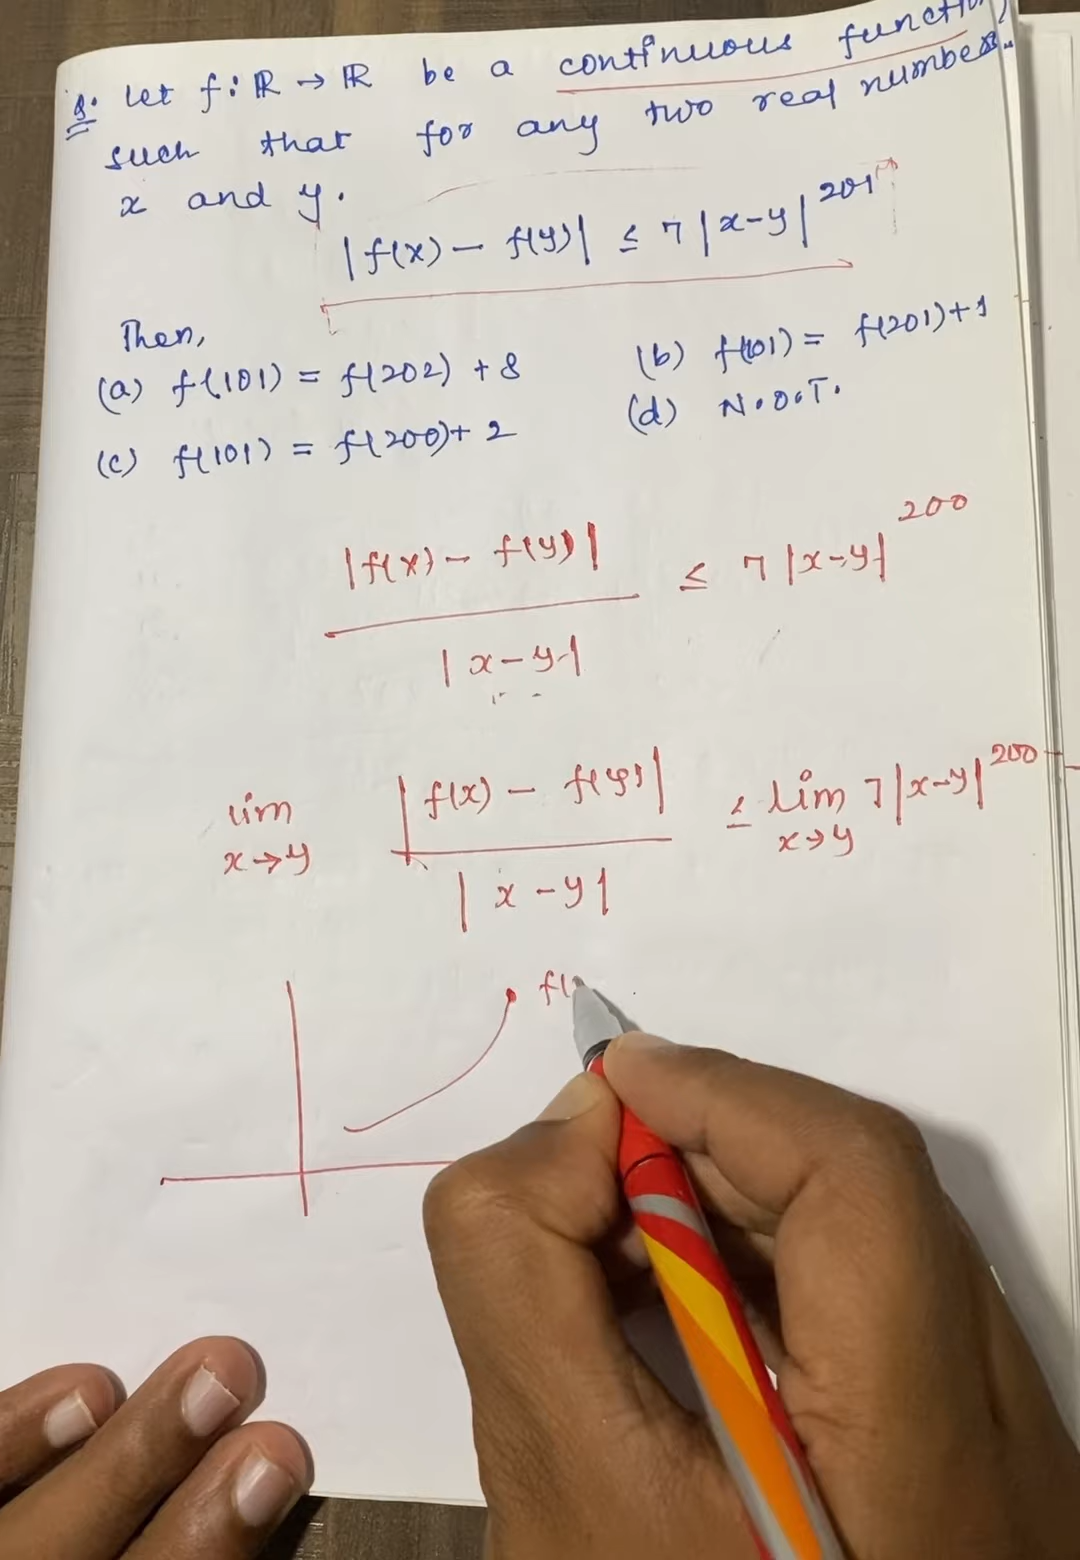 Q. Let f: ℝ → ℝ be a continuous function
such that for any two real numbers.
x and y.
|f(x) - f(y)| ≤ 7 |x-y|^201
Then,
(a) f(101) = f(202) + 8 (b) f(101) = f(201) + 1
(c) f(101) = f(200) + 2 (d) N.O.T.
|f(x) - f(y)| / |x-y| ≤ 7 |x-y|^200
lim x→y |f(x) - f(y)| / |x-y| ≤ lim x→y 7|x-y|^200
f(